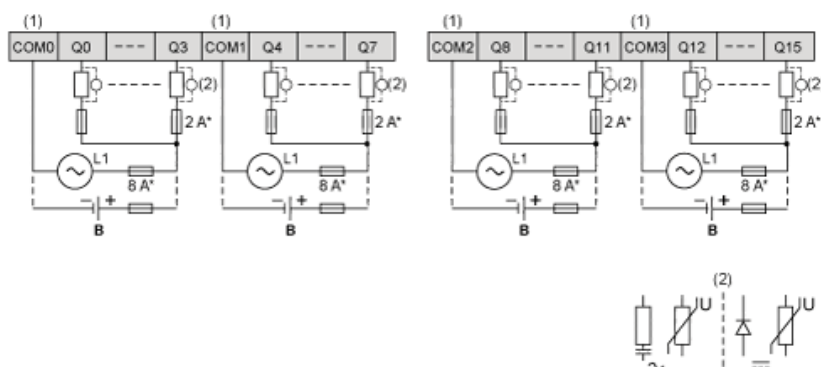 (1) (1) (1) (1)
COM0 Q0 --- Q3 COM1 Q4 --- Q7 COM2 Q8 --- Q11 COM3 Q12 --- Q15
(2) (2) (2) (2
2 A* 2 A* 2 A* 2 A*
L1 L1 L1 L1
8 A* 8 A* 8 A* 8 A*
− + − + − + − +
B B B B
(2)
U U